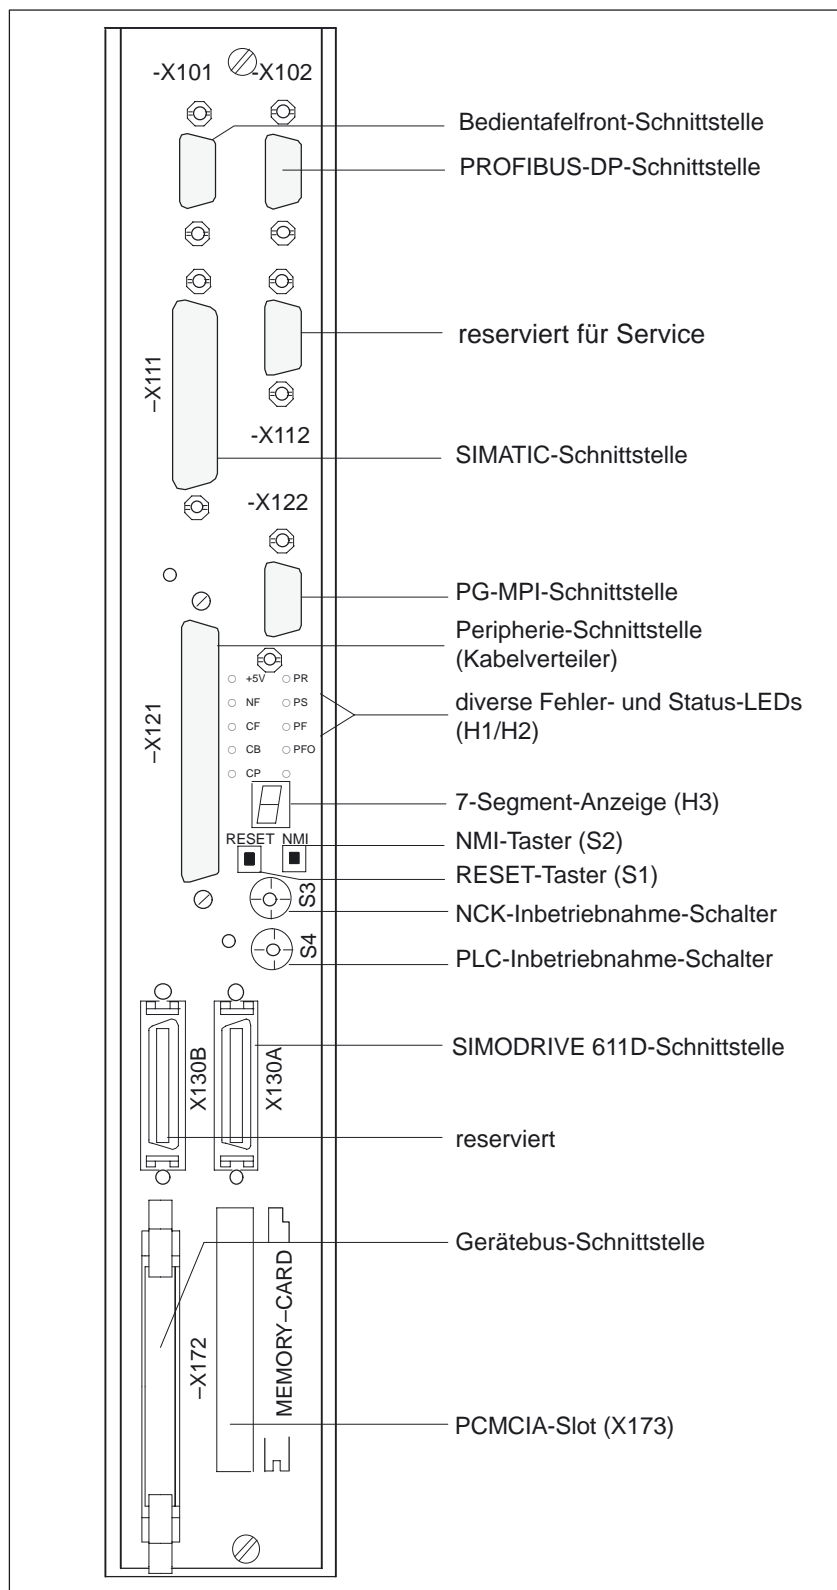 -X101
-X102
Bedientafelfront-Schnittstelle
PROFIBUS-DP-Schnittstelle
reserviert für Service
–X111
-X112
SIMATIC-Schnittstelle
-X122
PG-MPI-Schnittstelle
Peripherie-Schnittstelle
(Kabelverteiler)
+5V PR
NF PS
CF PF
CB PFO
CP
diverse Fehler- und Status-LEDs
(H1/H2)
–X121
7-Segment-Anzeige (H3)
RESET NMI
NMI-Taster (S2)
RESET-Taster (S1)
S3
NCK-Inbetriebnahme-Schalter
S4
PLC-Inbetriebnahme-Schalter
X130B
X130A
SIMODRIVE 611D-Schnittstelle
reserviert
Gerätebus-Schnittstelle
–X172
MEMORY–CARD
PCMCIA-Slot (X173)